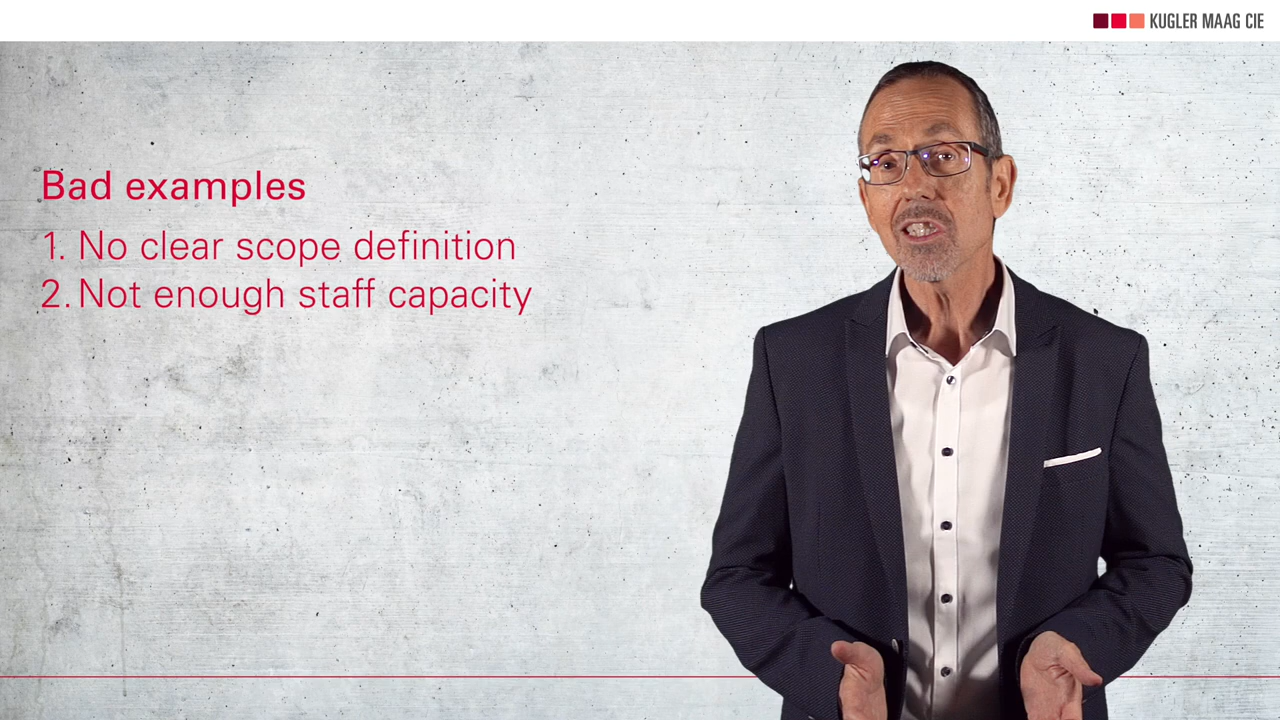 KUGLER MAAG CIE
Bad examples
1. No clear scope definition
2. Not enough staff capacity